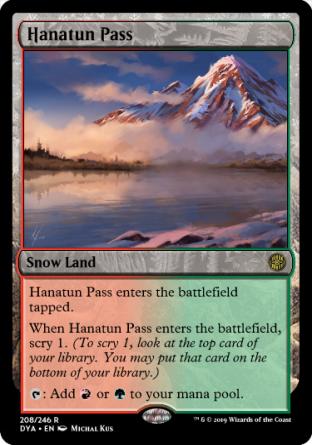 Hanatun Pass
Snow Land
Hanatun Pass enters the battlefield
tapped.
When Hanatun Pass enters the battlefield,
scry 1. (To scry 1, look at the top card of
your library. You may put that card on the
bottom of your library.)
: Add or to your mana pool.
208/246 R
DYA • EN Michal Kus
™ & © 2019 Wizards of the Coast